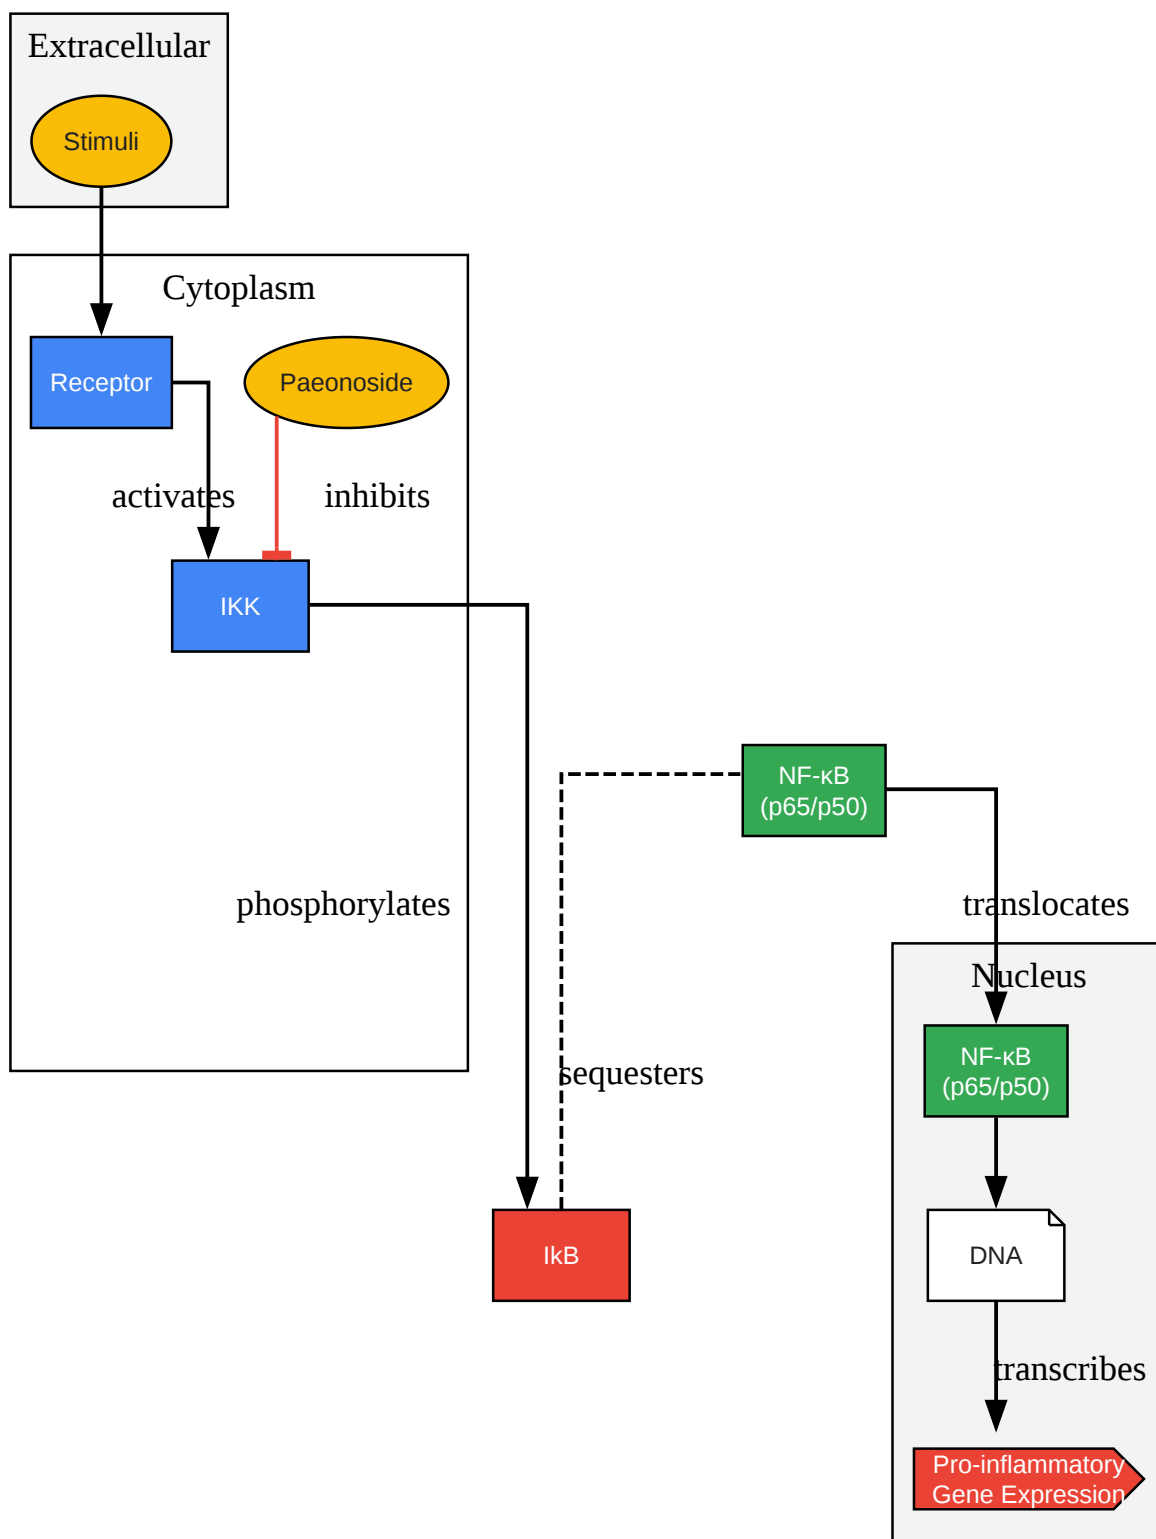 Extracellular
Stimuli
Cytoplasm
Receptor
Paeonoside
activates
inhibits
IKK
NF-κB
(p65/p50)
phosphorylates
translocates
Nucleus
NF-κB
(p65/p50)
sequesters
IkB
DNA
transcribes
Pro-inflammatory
Gene Expression